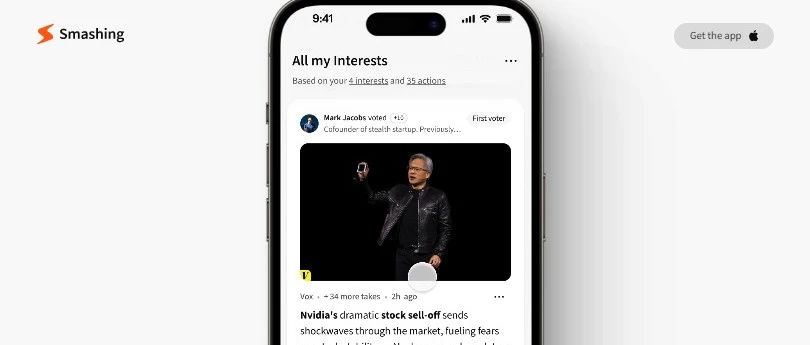 Smashing
Get the app
9:41
All my Interests
Based on your 4 interests and 35 actions
Mark Jacobs voted +10
First voter
Cofounder of stealth startup. Previously...
V
Vox • + 34 more takes • 2h ago
Nvidia's dramatic stock sell-off sends
shockwaves through the market, fueling fears